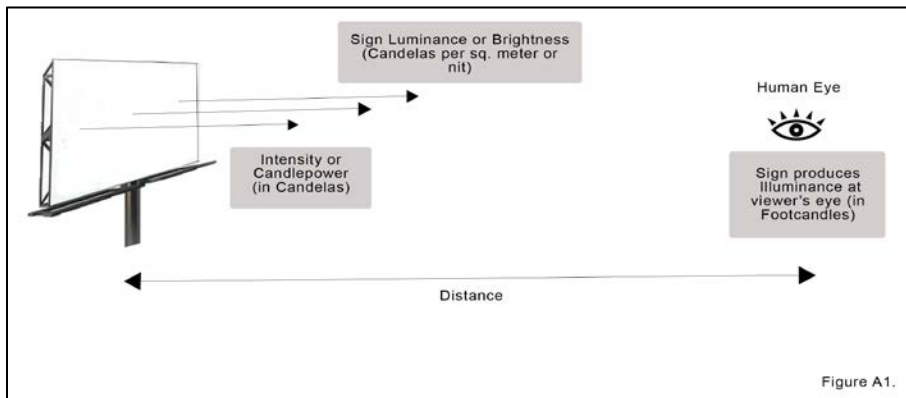 Sign Luminance or Brightness
(Candelas per sq. meter or
nit)
Human Eye
Intensity or
Candlepower
(in Candelas)
Sign produces
Illuminance at
viewer's eye (in
Footcandles)
Distance
Figure A1.